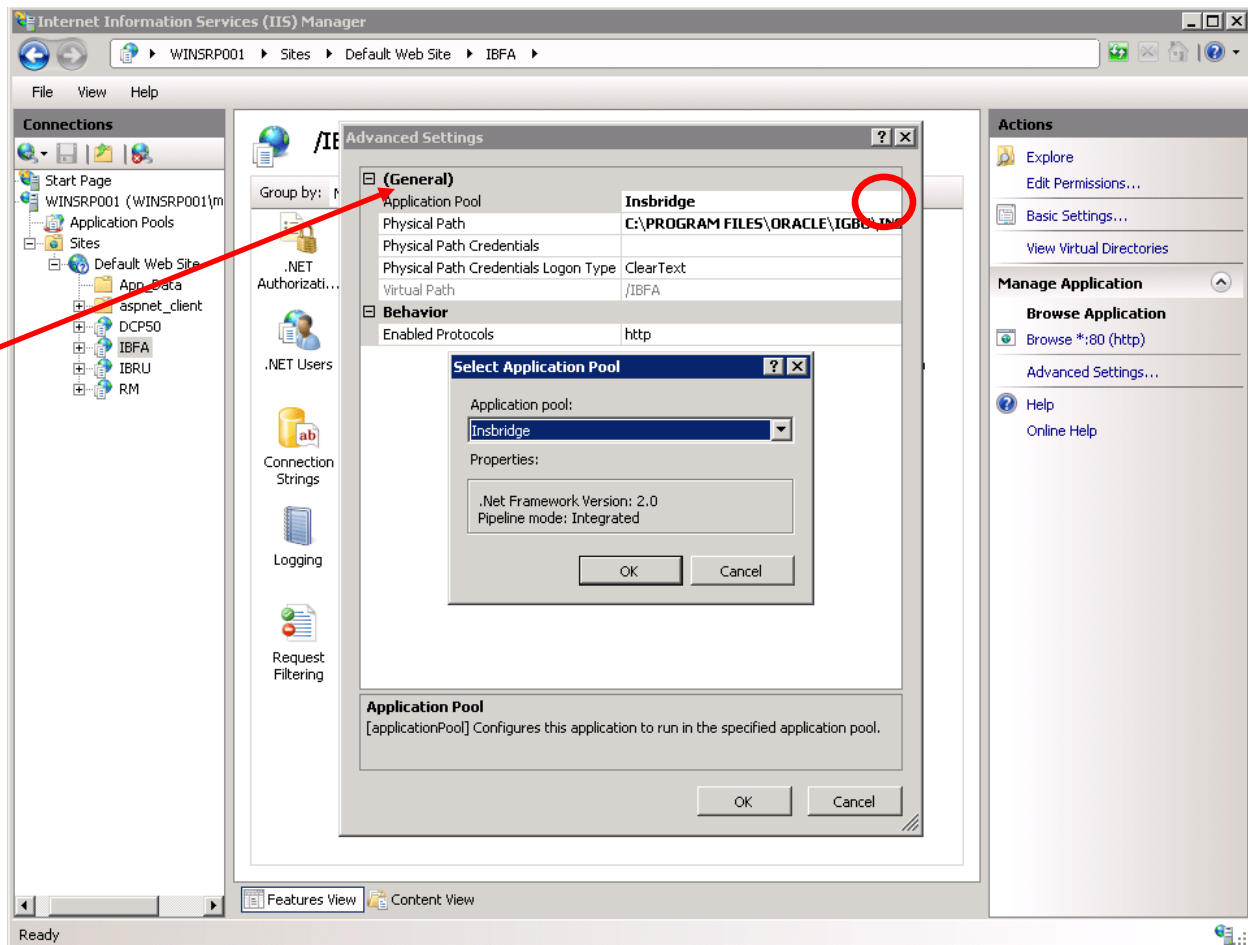 Internet Information Services (IIS) Manager
WINSRP001 Sites Default Web Site IBFA
File View Help
Connections
Start Page
WINSRP001 (WINSRP001\m
Application Pools
Sites
Default Web Site
App_Data
aspnet_client
DCP50
IBFA
IBRU
RM
/IB
Group by:
.NET
Authorizati...
.NET Users
ab
Connection
Strings
Logging
Request
Filtering
Features View Content View
Advanced Settings
(General)
Application Pool Insbridge
Physical Path C:\PROGRAM FILES\ORACLE\IGBU\INS
Physical Path Credentials
Physical Path Credentials Logon Type ClearText
Virtual Path /IBFA
Behavior
Enabled Protocols http
Select Application Pool
Application pool:
Insbridge
Properties:
.Net Framework Version: 2.0
Pipeline mode: Integrated
OK Cancel
Application Pool
[applicationPool] Configures this application to run in the specified application pool.
OK Cancel
Actions
Explore
Edit Permissions...
Basic Settings...
View Virtual Directories
Manage Application
Browse Application
Browse *:80 (http)
Advanced Settings...
Help
Online Help
Ready